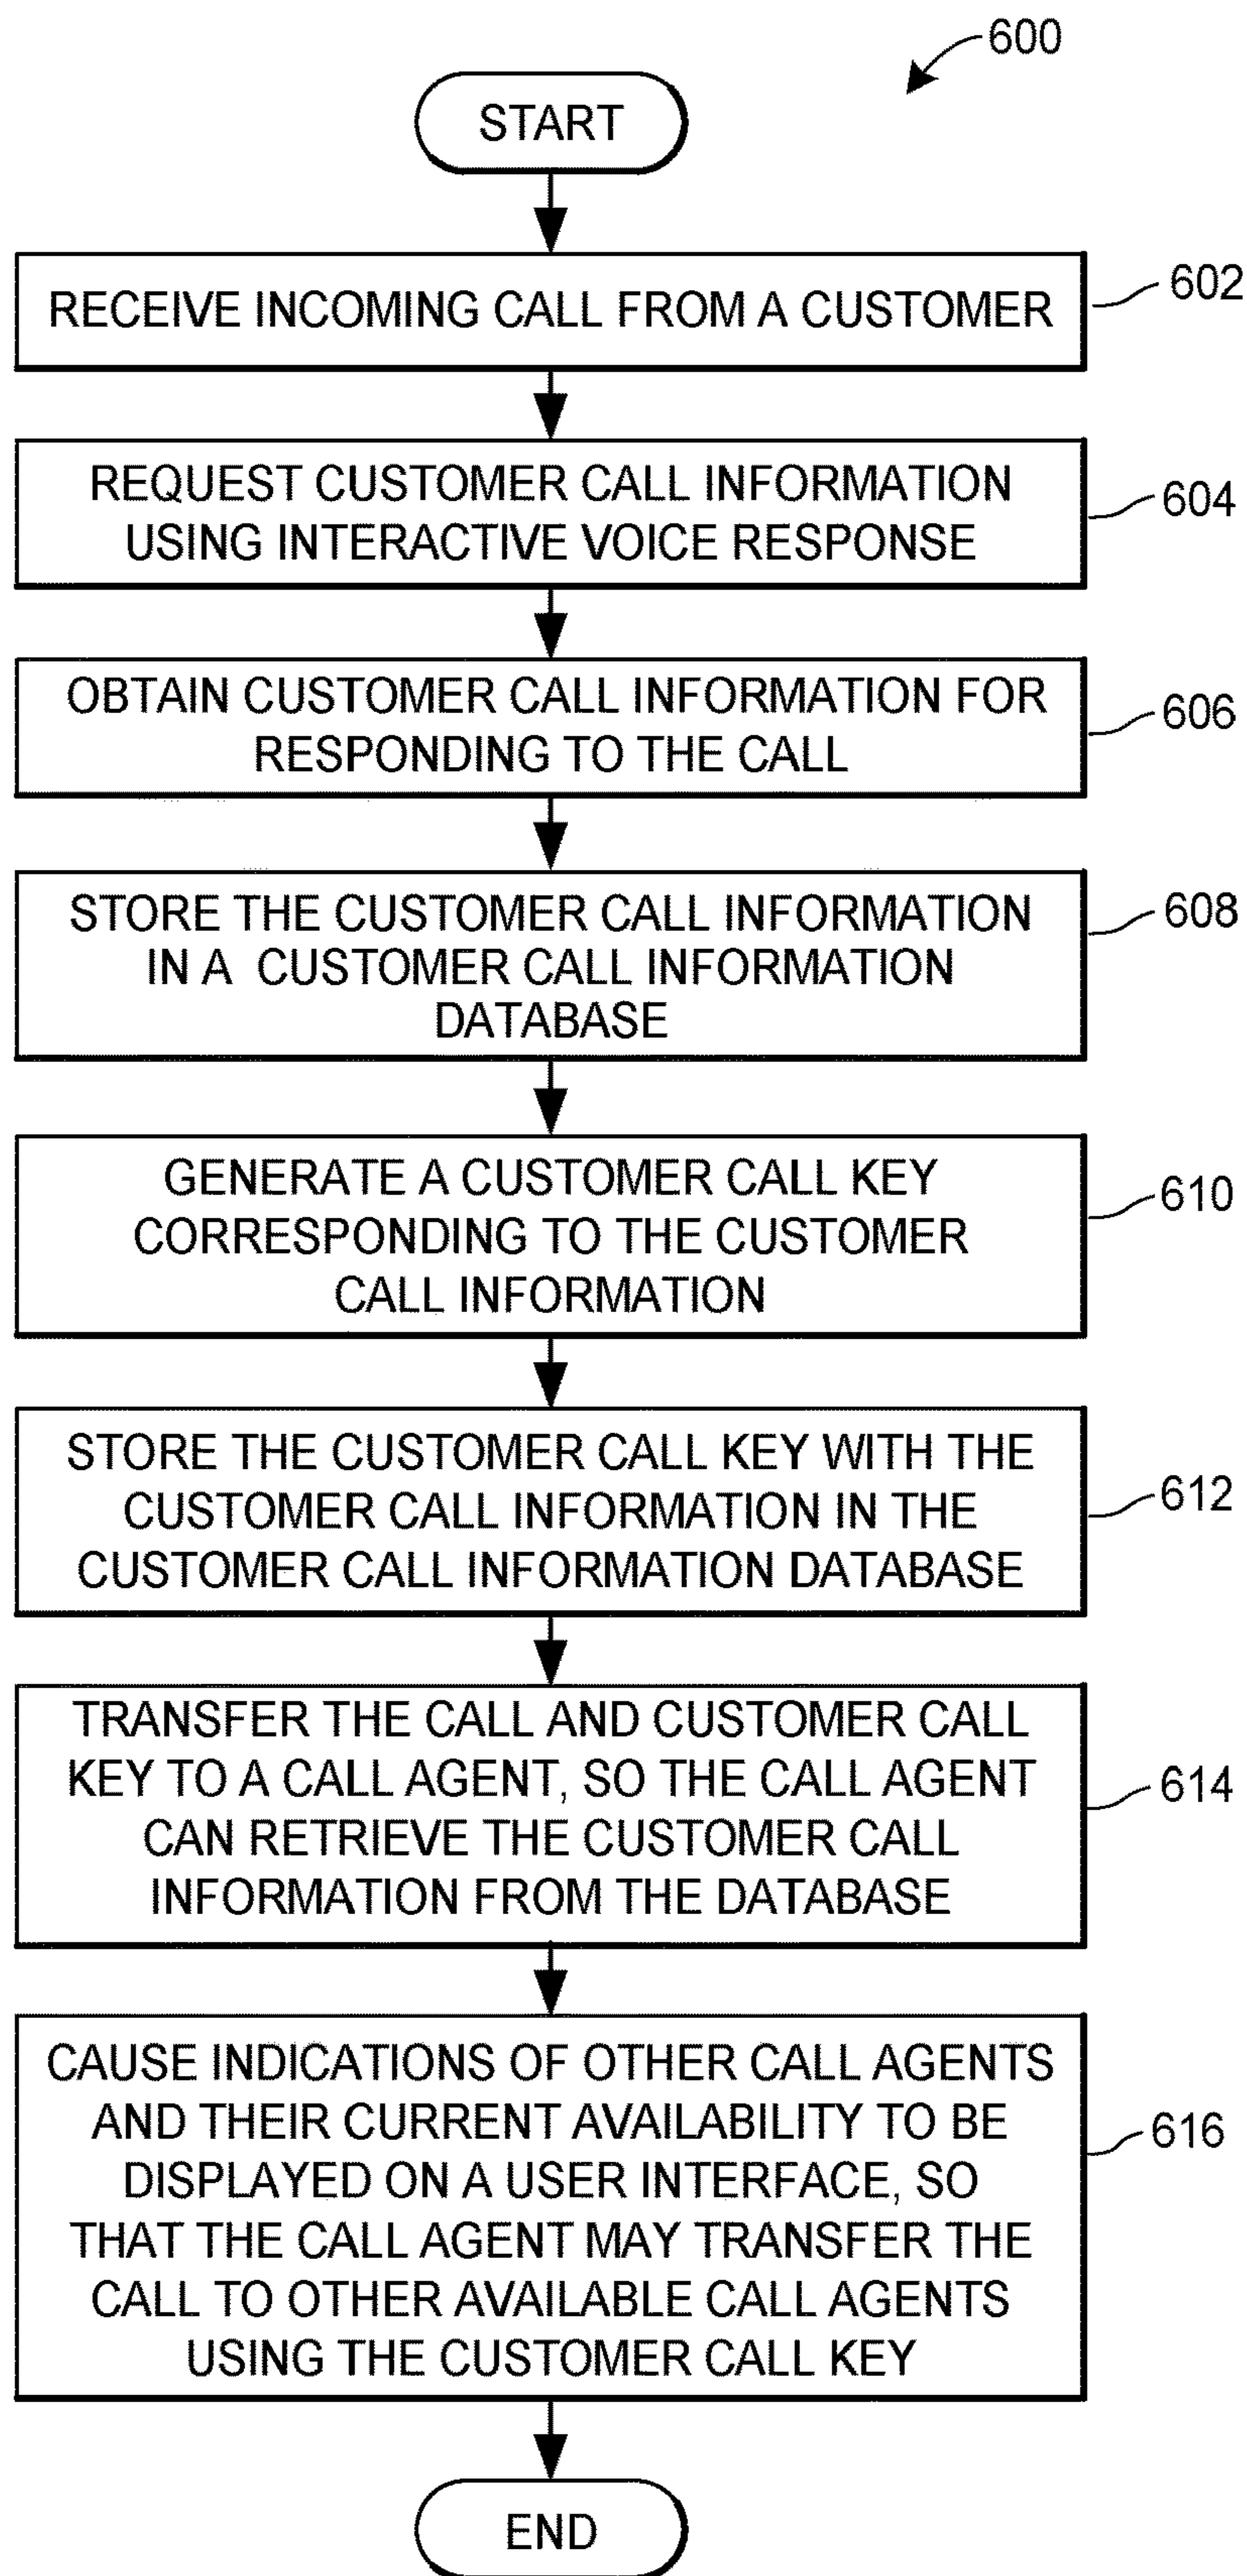 600
START
RECEIVE INCOMING CALL FROM A CUSTOMER
602
REQUEST CUSTOMER CALL INFORMATION
USING INTERACTIVE VOICE RESPONSE
604
OBTAIN CUSTOMER CALL INFORMATION FOR
RESPONDING TO THE CALL
606
STORE THE CUSTOMER CALL INFORMATION
IN A CUSTOMER CALL INFORMATION
DATABASE
608
GENERATE A CUSTOMER CALL KEY
CORRESPONDING TO THE CUSTOMER
CALL INFORMATION
610
STORE THE CUSTOMER CALL KEY WITH THE
CUSTOMER CALL INFORMATION IN THE
CUSTOMER CALL INFORMATION DATABASE
612
TRANSFER THE CALL AND CUSTOMER CALL
KEY TO A CALL AGENT, SO THE CALL AGENT
CAN RETRIEVE THE CUSTOMER CALL
INFORMATION FROM THE DATABASE
614
CAUSE INDICATIONS OF OTHER CALL AGENTS
AND THEIR CURRENT AVAILABILITY TO BE
DISPLAYED ON A USER INTERFACE, SO
THAT THE CALL AGENT MAY TRANSFER THE
CALL TO OTHER AVAILABLE CALL AGENTS
USING THE CUSTOMER CALL KEY
616
END